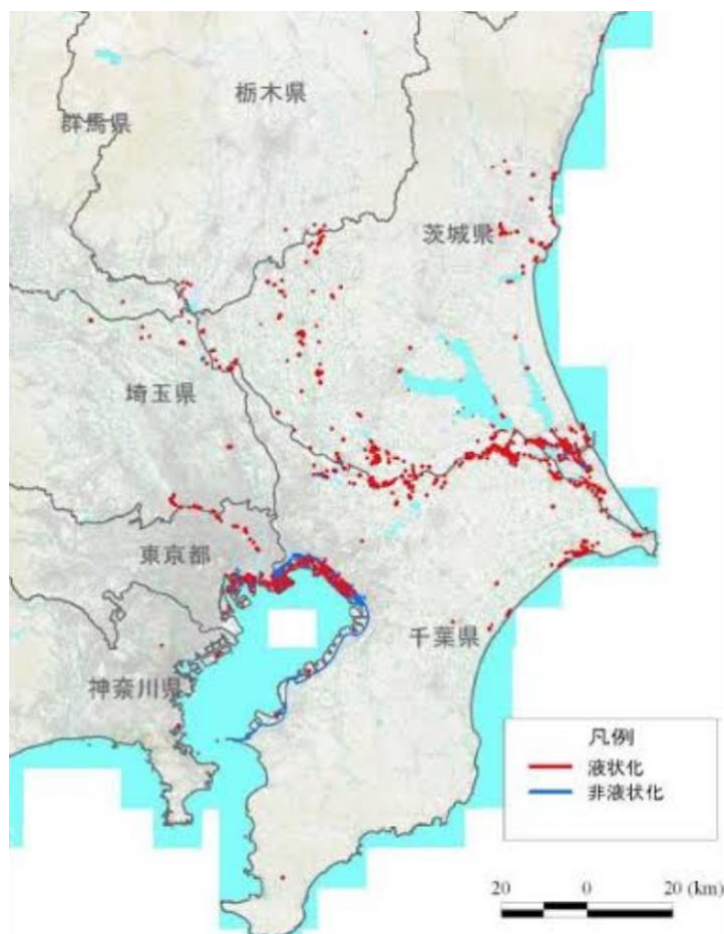 栃木県
群馬県
茨城県
埼玉県
東京都
千葉県
神奈川県
凡例
液状化
非液状化
20 0 20 (km)